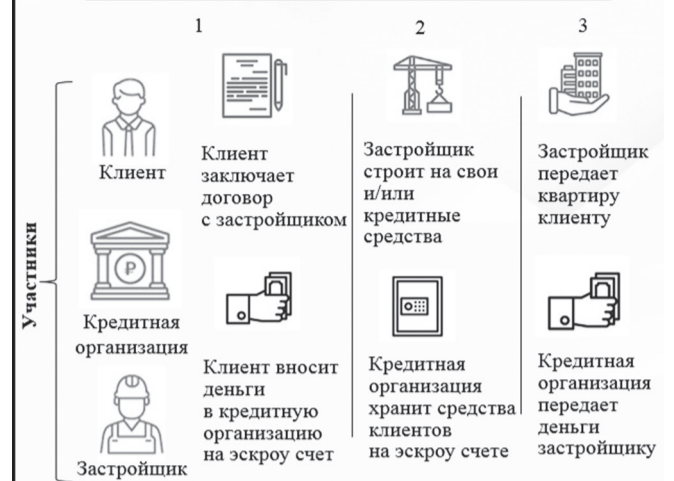 1
2
3
Участники
Клиент
Кредитная
организация
Застройщик
Клиент
заключает
договор
с застройщиком
Клиент вносит
деньги
в кредитную
организацию
на эскроу счет
Застройщик
строит на свои
и/или
кредитные
средства
Кредитная
организация
хранит средства
клиентов
на эскроу счете
Застройщик
передает
квартиру
клиенту
Кредитная
организация
передает
деньги
застройщику